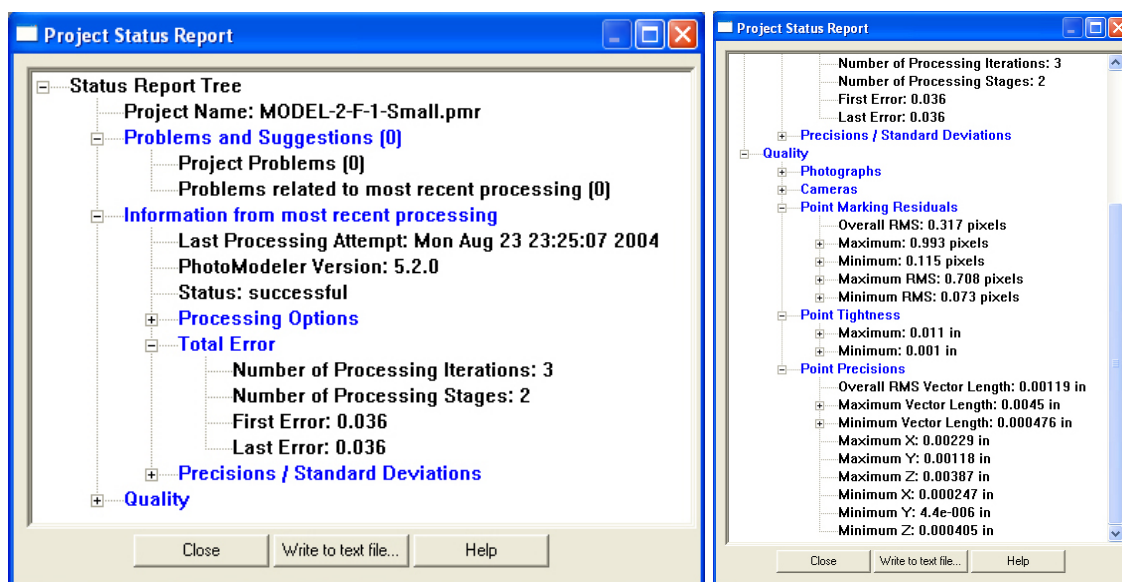 Project Status Report
Status Report Tree
Project Name: MODEL-2-F-1-Small.pmr
Problems and Suggestions (0)
Project Problems (0)
Problems related to most recent processing (0)
Information from most recent processing
Last Processing Attempt: Mon Aug 23 23:25:07 2004
PhotoModeler Version: 5.2.0
Status: successful
Processing Options
Total Error
Number of Processing Iterations: 3
Number of Processing Stages: 2
First Error: 0.036
Last Error: 0.036
Precisions / Standard Deviations
Quality
Close
Write to text file...
Help
Project Status Report
Number of Processing Iterations: 3
Number of Processing Stages: 2
First Error: 0.036
Last Error: 0.036
Precisions / Standard Deviations
Quality
Photographs
Cameras
Point Marking Residuals
Overall RMS: 0.317 pixels
Maximum: 0.993 pixels
Minimum: 0.115 pixels
Maximum RMS: 0.708 pixels
Minimum RMS: 0.073 pixels
Point Tightness
Maximum: 0.011 in
Minimum: 0.001 in
Point Precisions
Overall RMS Vector Length: 0.00119 in
Maximum Vector Length: 0.0045 in
Minimum Vector Length: 0.000476 in
Maximum X: 0.00229 in
Maximum Y: 0.00118 in
Maximum Z: 0.00387 in
Minimum X: 0.000247 in
Minimum Y: 4.4e-006 in
Minimum Z: 0.000405 in
Close
Write to text file...
Help